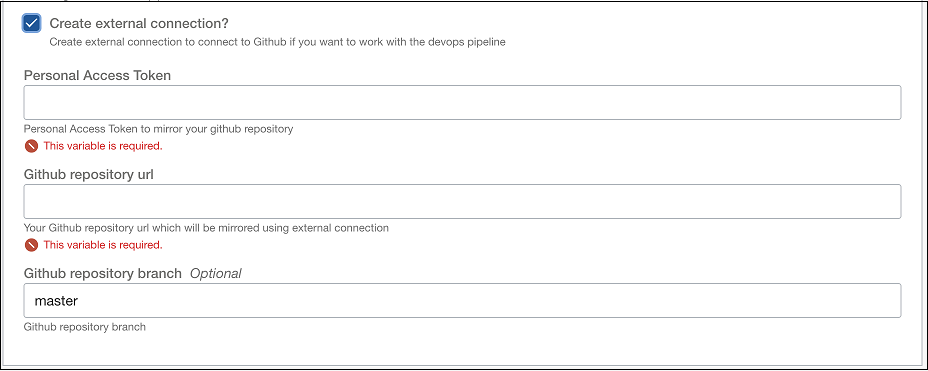 Create external connection?
Create external connection to connect to Github if you want to work with the devops pipeline
Personal Access Token
Personal Access Token to mirror your github repository
This variable is required.
Github repository url
Your Github repository url which will be mirrored using external connection
This variable is required.
Github repository branch Optional
master
Github repository branch